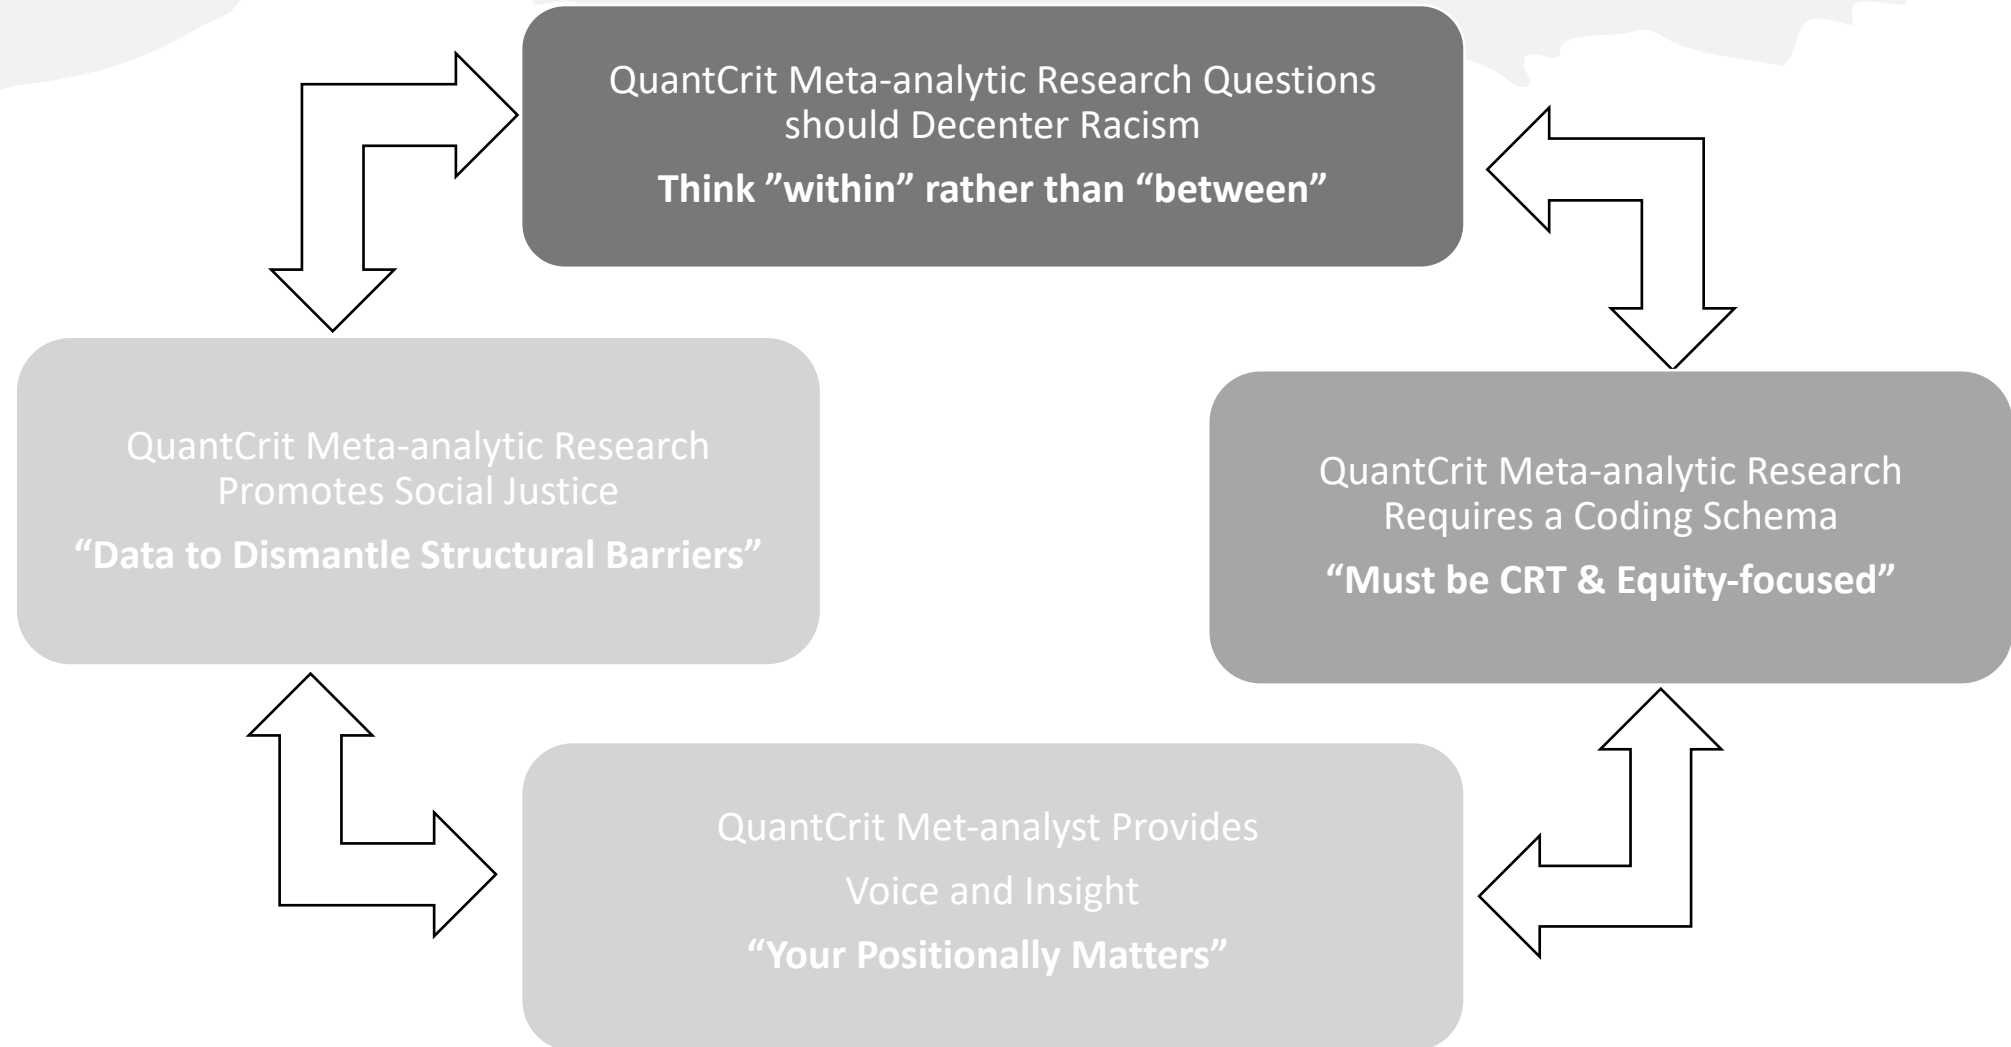 QuantCrit Meta-analytic Research Questions
should Decenter Racism
Think ”within” rather than “between”
QuantCrit Meta-analytic Research
Promotes Social Justice
“Data to Dismantle Structural Barriers”
QuantCrit Meta-analytic Research
Requires a Coding Schema
“Must be CRT & Equity-focused”
QuantCrit Met-analyst Provides
Voice and Insight
“Your Positionally Matters”